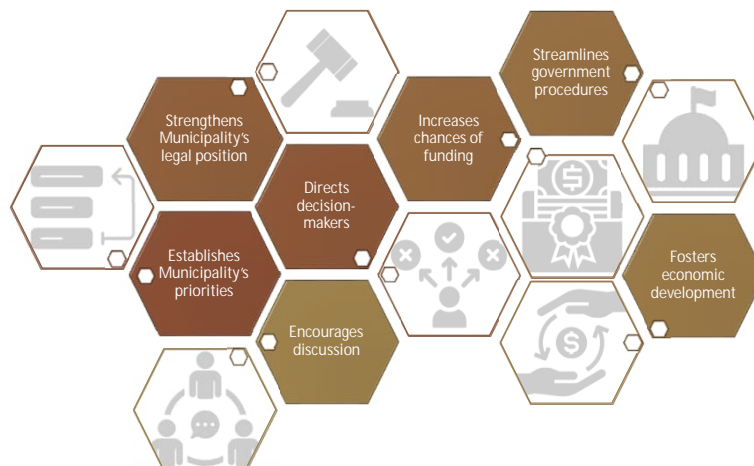 Streamlines
government
procedures
Strengthens
Municipality's
legal position
Increases
chances of
funding
Directs
decision-
makers
Establishes
Municipality's
priorities
Fosters
economic
development
Encourages
discussion